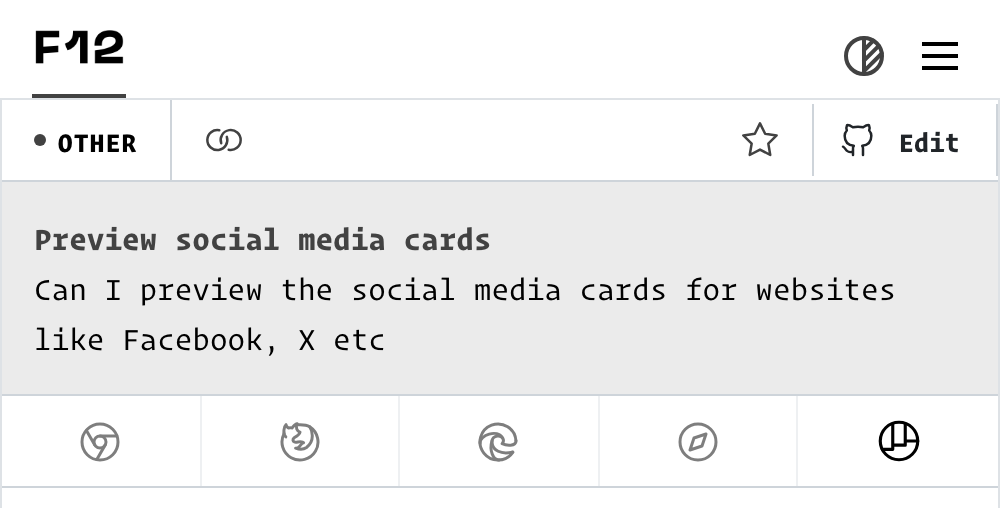 F12
OTHER
Edit
Preview social media cards
Can I preview the social media cards for websites
like Facebook, X etc